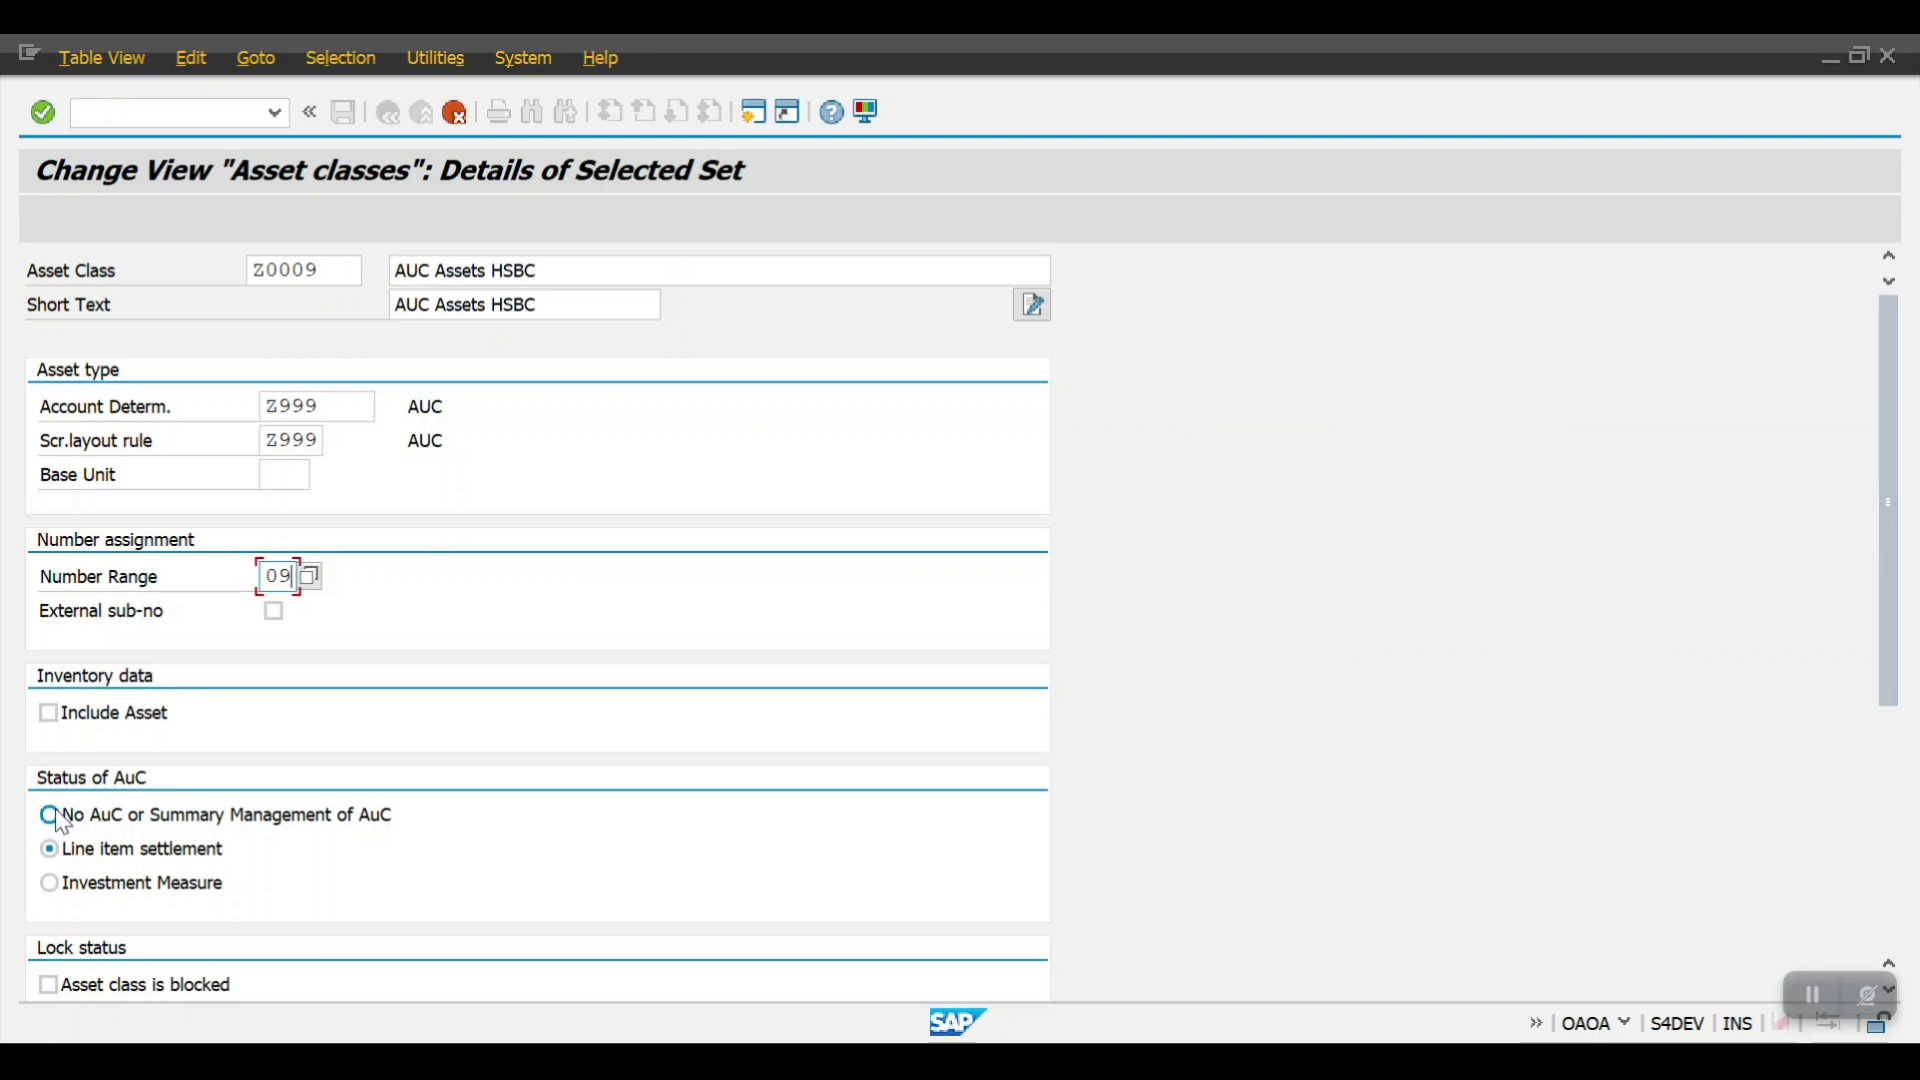 Table View Edit Goto Selection Utilities System Help
Change View "Asset classes": Details of Selected Set
Asset Class Z0009 AUC Assets HSBC
Short Text AUC Assets HSBC
Asset type
Account Determ. Z999 AUC
Scr.layout rule Z999 AUC
Base Unit
Number assignment
Number Range 09
External sub-no
Inventory data
Include Asset
Status of AuC
No AuC or Summary Management of AuC
Line item settlement
Investment Measure
Lock status
Asset class is blocked
SAP
OAOA S4DEV INS